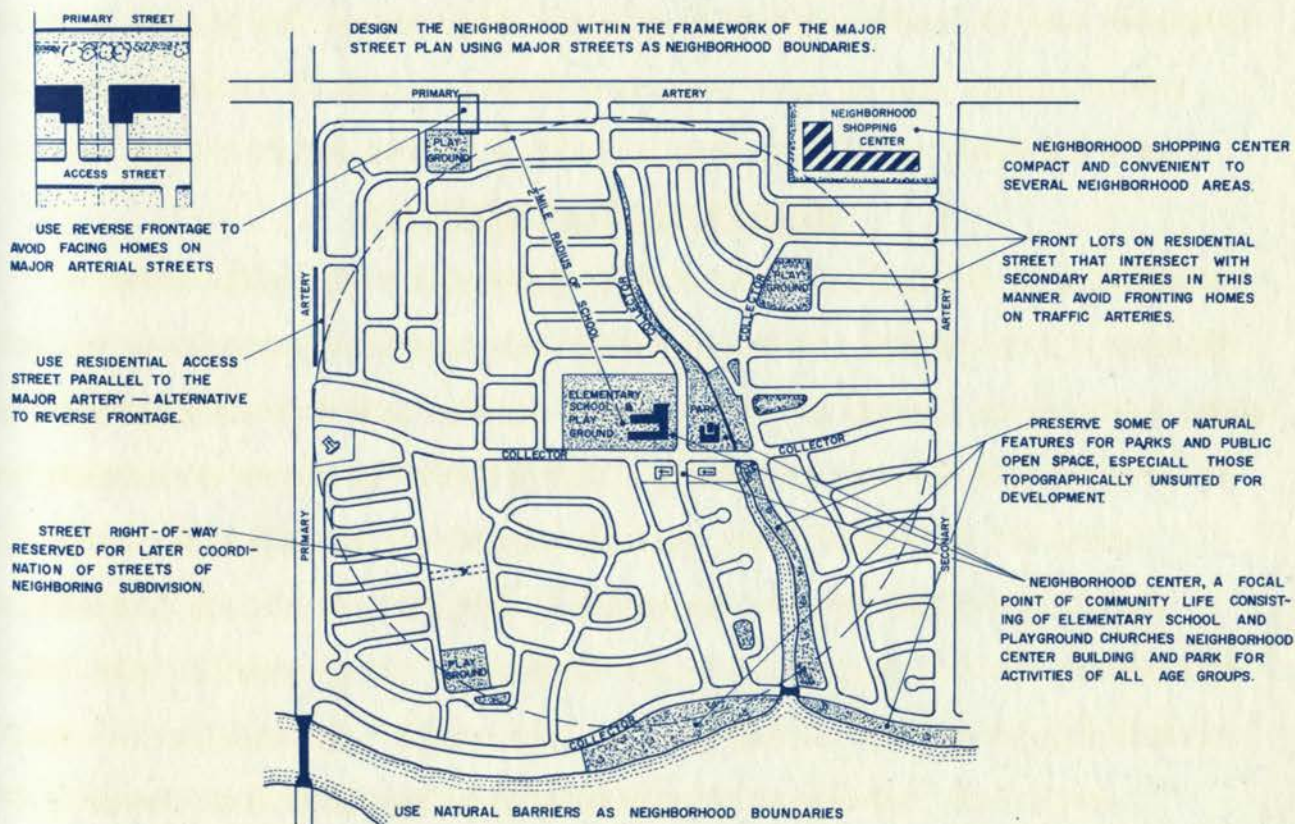 PRIMARY STREET
ACCESS STREET
DESIGN THE NEIGHBORHOOD WITHIN THE FRAMEWORK OF THE MAJOR
STREET PLAN USING MAJOR STREETS AS NEIGHBORHOOD BOUNDARIES.
PRIMARY
ARTERY
NEIGHBORHOOD
SHOPPING
CENTER
NEIGHBORHOOD SHOPPING CENTER
COMPACT AND CONVENIENT TO
SEVERAL NEIGHBORHOOD AREAS.
PLAY
GROUND
USE REVERSE FRONTAGE TO
AVOID FACING HOMES ON
MAJOR ARTERIAL STREETS
1/2 MILE RADIUS OF SCHOOL
FRONT LOTS ON RESIDENTIAL
STREET THAT INTERSECT WITH
SECONDARY ARTERIES IN THIS
MANNER. AVOID FRONTING HOMES
ON TRAFFIC ARTERIES.
ARTERY
COLLECTOR
COLLECTOR
PLAY
GROUND
ARTERY
USE RESIDENTIAL ACCESS
STREET PARALLEL TO THE
MAJOR ARTERY — ALTERNATIVE
TO REVERSE FRONTAGE.
ELEMENTARY
SCHOOL &
PLAY
GROUND
PARK
COLLECTOR
COLLECTOR
PRESERVE SOME OF NATURAL
FEATURES FOR PARKS AND PUBLIC
OPEN SPACE, ESPECIALL THOSE
TOPOGRAPHICALLY UNSUITED FOR
DEVELOPMENT.
STREET RIGHT-OF-WAY
RESERVED FOR LATER COORDI-
NATION OF STREETS OF
NEIGHBORING SUBDIVISION.
PRIMARY
SECONARY
NEIGHBORHOOD CENTER, A FOCAL
POINT OF COMMUNITY LIFE CONSIST-
ING OF ELEMENTARY SCHOOL AND
PLAYGROUND CHURCHES NEIGHBORHOOD
CENTER BUILDING AND PARK FOR
ACTIVITIES OF ALL AGE GROUPS.
PLAY
GROUND
COLLECTOR
USE NATURAL BARRIERS AS NEIGHBORHOOD BOUNDARIES